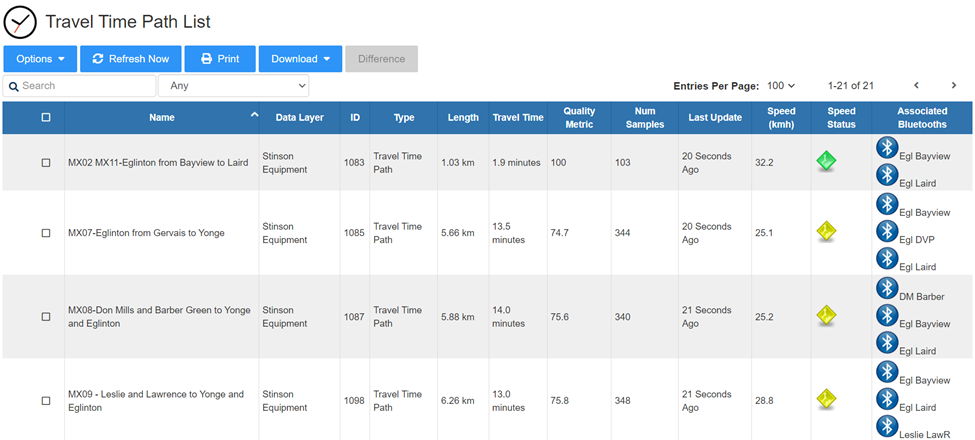 Travel Time Path List
Options Refresh Now Print Download Difference
Search Any Entries Per Page: 100 1-21 of 21
Name Data Layer ID Type Length Travel Time Quality Metric Num Samples Last Update Speed (kmh) Speed Status Associated Bluetooths
MX02 MX11-Eglinton from Bayview to Laird Stinson Equipment 1083 Travel Time Path 1.03 km 1.9 minutes 100 103 20 Seconds Ago 32.2 Egl Bayview
Egl Laird
MX07-Eglinton from Gervais to Yonge Stinson Equipment 1085 Travel Time Path 5.66 km 13.5 minutes 74.7 344 20 Seconds Ago 25.1 Egl Bayview
Egl DVP
Egl Laird
MX08-Don Mills and Barber Green to Yonge and Eglinton Stinson Equipment 1087 Travel Time Path 5.88 km 14.0 minutes 75.6 340 21 Seconds Ago 25.2 DM Barber
Egl Bayview
Egl Laird
MX09 - Leslie and Lawrence to Yonge and Eglinton Stinson Equipment 1098 Travel Time Path 6.26 km 13.0 minutes 75.8 348 21 Seconds Ago 28.8 Egl Bayview
Egl Laird
Leslie LawR